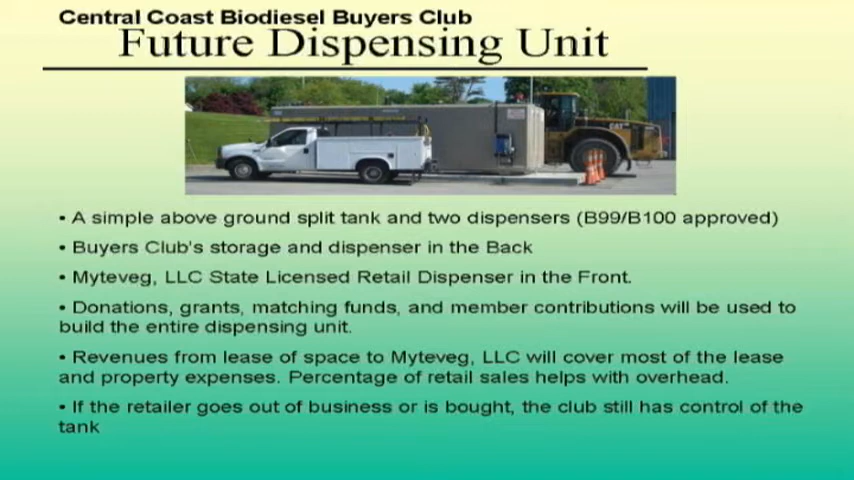 Central Coast Biodiesel Buyers Club
Future Dispensing Unit
CAT
• A simple above ground split tank and two dispensers (B99/B100 approved)
• Buyers Club's storage and dispenser in the Back
• Myteveg, LLC State Licensed Retail Dispenser in the Front.
• Donations, grants, matching funds, and member contributions will be used to
build the entire dispensing unit.
• Revenues from lease of space to Myteveg, LLC will cover most of the lease
and property expenses. Percentage of retail sales helps with overhead.
• If the retailer goes out of business or is bought, the club still has control of the
tank